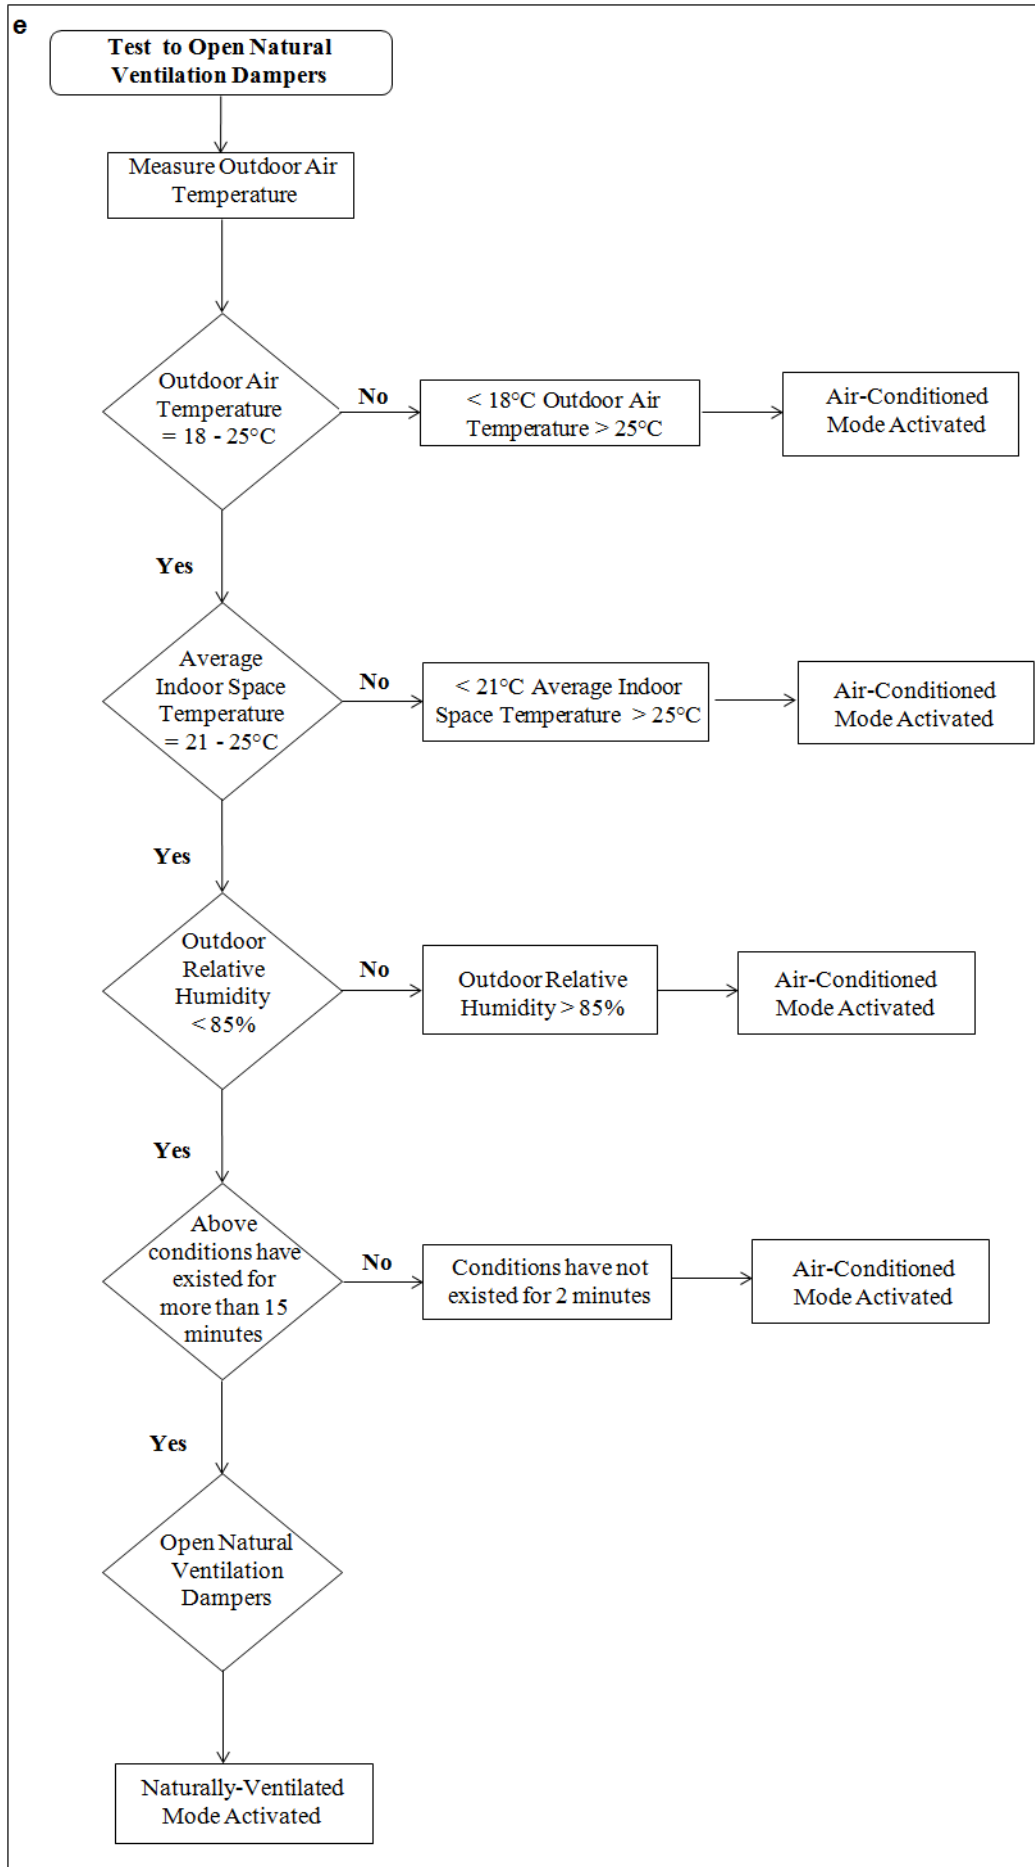 e
Test to Open Natural
Ventilation Dampers
Measure Outdoor Air
Temperature
Outdoor Air
Temperature
= 18 - 25°C
No
< 18°C Outdoor Air
Temperature > 25°C
Air-Conditioned
Mode Activated
Yes
Average
Indoor Space
Temperature
= 21 - 25°C
No
< 21°C Average Indoor
Space Temperature > 25°C
Air-Conditioned
Mode Activated
Yes
Outdoor
Relative
Humidity
< 85%
No
Outdoor Relative
Humidity > 85%
Air-Conditioned
Mode Activated
Yes
Above
conditions have
existed for
more than 15
minutes
No
Conditions have not
existed for 2 minutes
Air-Conditioned
Mode Activated
Yes
Open Natural
Ventilation
Dampers
Naturally-Ventilated
Mode Activated